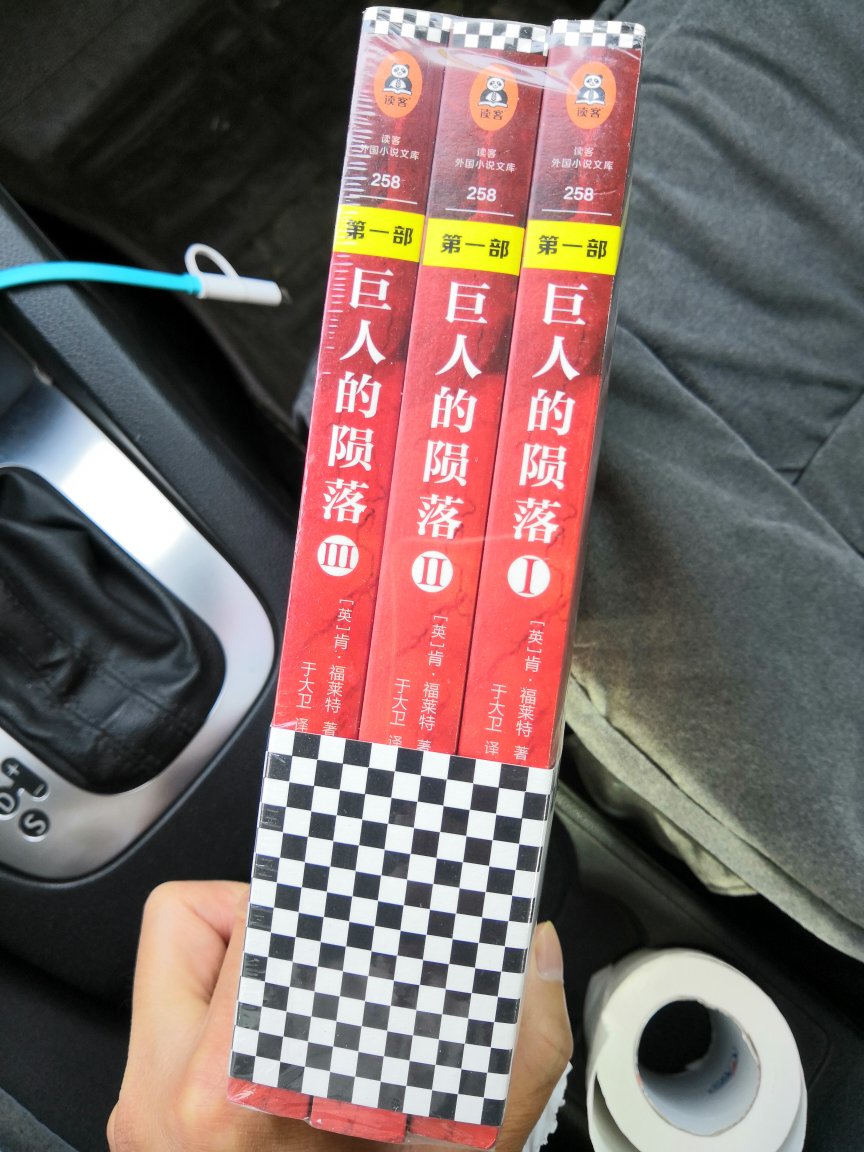 读客
读客
外国小说文库
258
第一部
巨人的陨落
III
[英]肯·福莱特 著
于大卫 译
读客
读客
外国小说文库
258
第一部
巨人的陨落
II
[英]肯·福莱特 著
于大卫 译
读客
读客
外国小说文库
258
第一部
巨人的陨落
I
[英]肯·福莱特 著
于大卫 译
D
+
-
S